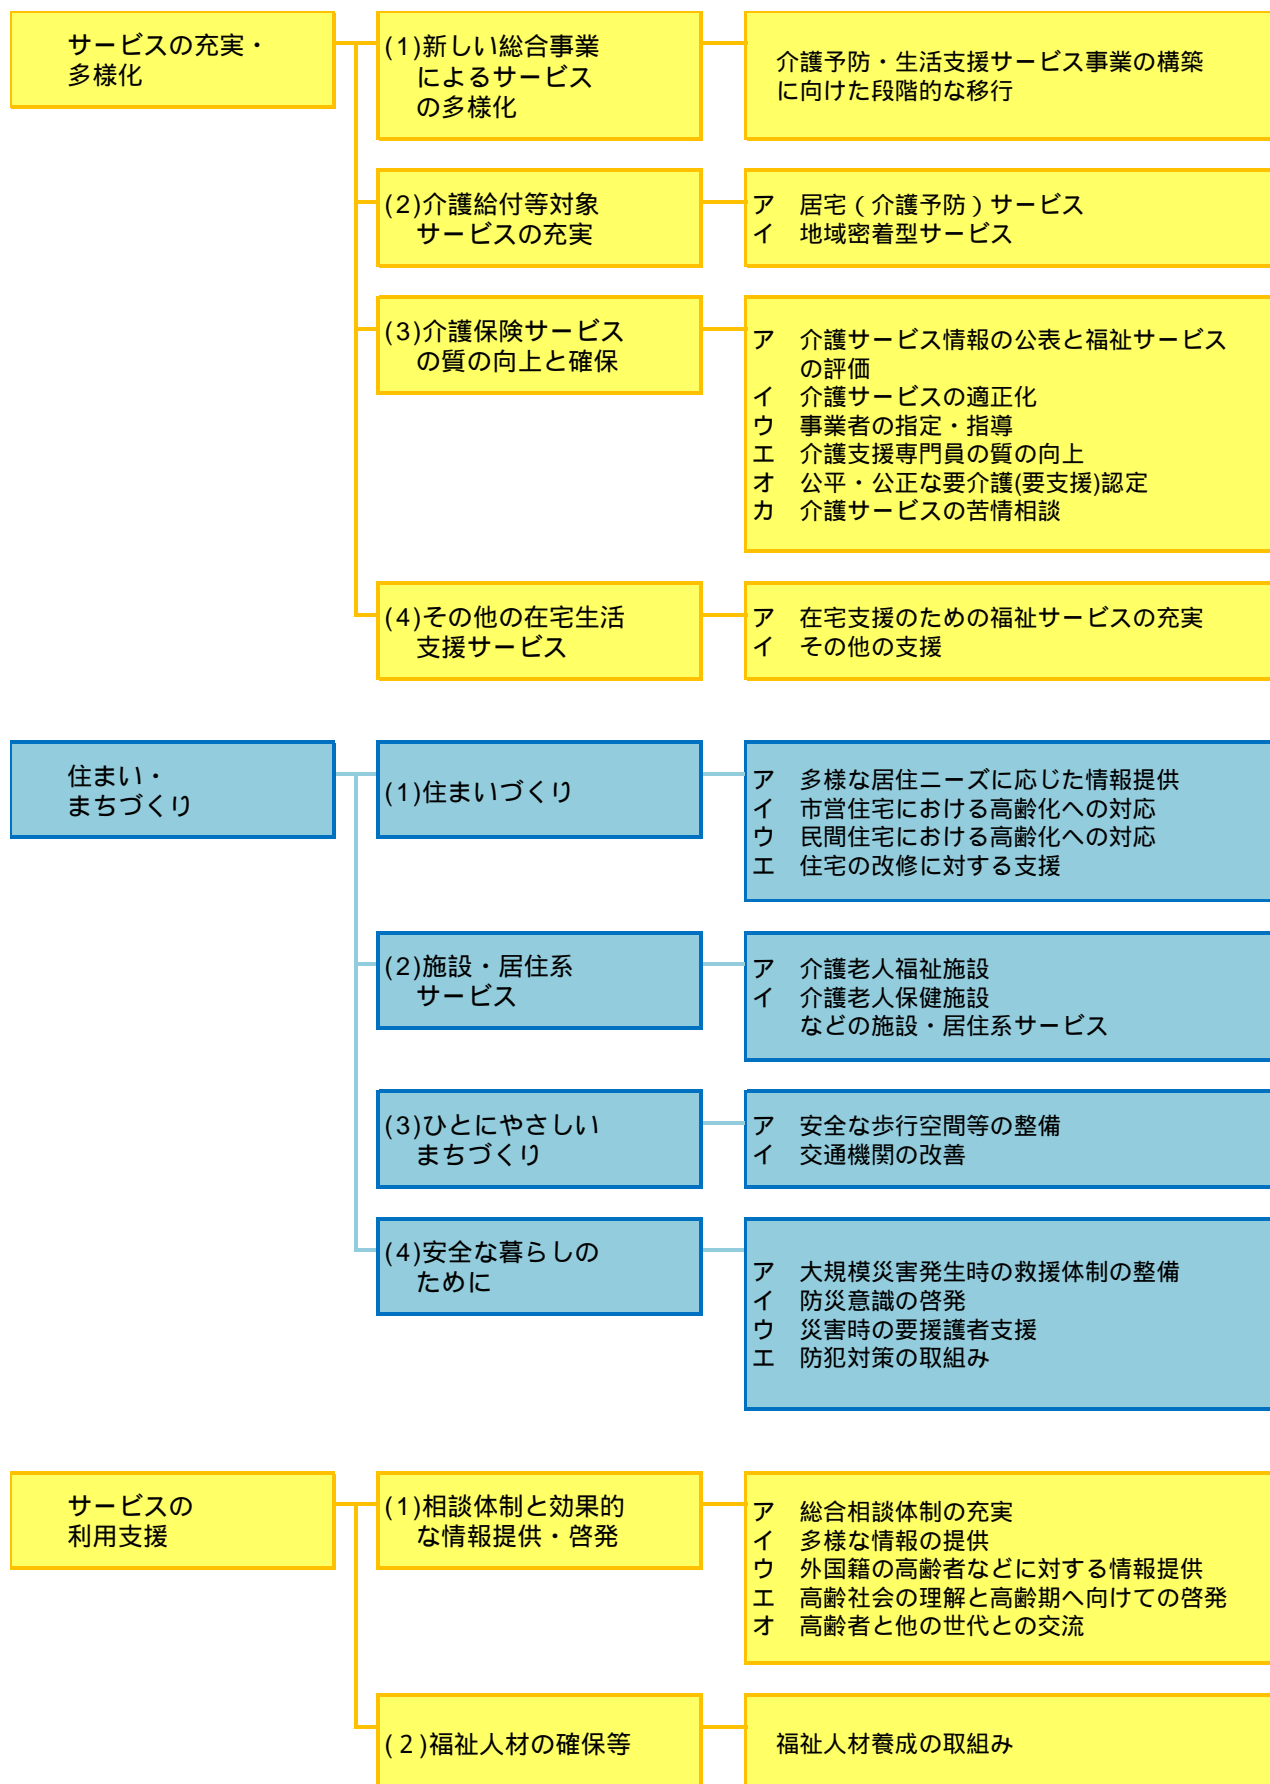 サービスの充実・
多様化
(1)新しい総合事業
によるサービス
の多様化
介護予防・生活支援サービス事業の構築
に向けた段階的な移行
(2)介護給付等対象
サービスの充実
ア　居宅（介護予防）サービス
イ　地域密着型サービス
(3)介護保険サービス
の質の向上と確保
ア　介護サービス情報の公表と福祉サービス
の評価
イ　介護サービスの適正化
ウ　事業者の指定・指導
エ　介護支援専門員の質の向上
オ　公平・公正な要介護(要支援)認定
カ　介護サービスの苦情相談
(4)その他の在宅生活
支援サービス
ア　在宅支援のための福祉サービスの充実
イ　その他の支援
住まい・
まちづくり
(1)住まいづくり
ア　多様な居住ニーズに応じた情報提供
イ　市営住宅における高齢化への対応
ウ　民間住宅における高齢化への対応
エ　住宅の改修に対する支援
(2)施設・居住系
サービス
ア　介護老人福祉施設
イ　介護老人保健施設
などの施設・居住系サービス
(3)ひとにやさしい
まちづくり
ア　安全な歩行空間等の整備
イ　交通機関の改善
(4)安全な暮らしの
ために
ア　大規模災害発生時の救援体制の整備
イ　防災意識の啓発
ウ　災害時の要援護者支援
エ　防犯対策の取組み
サービスの
利用支援
(1)相談体制と効果的
な情報提供・啓発
ア　総合相談体制の充実
イ　多様な情報の提供
ウ　外国籍の高齢者などに対する情報提供
エ　高齢社会の理解と高齢期へ向けての啓発
オ　高齢者と他の世代との交流
(２)福祉人材の確保等
福祉人材養成の取組み